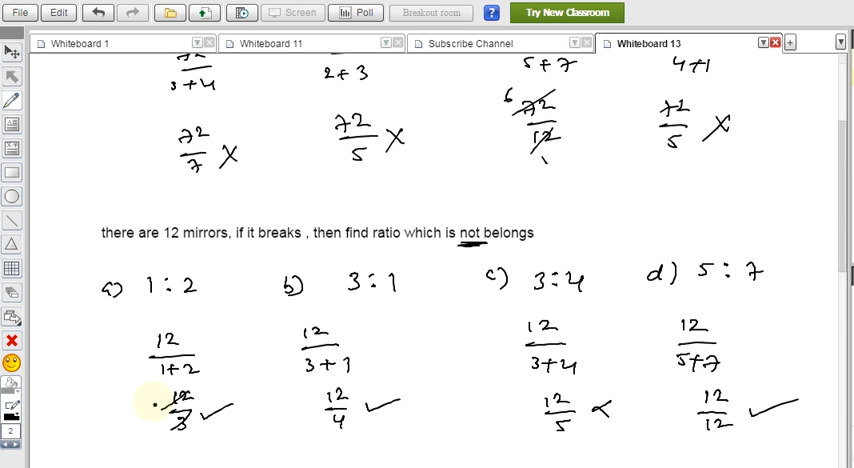 File Edit Screen Poll Breakout room ? Try New Classroom
Whiteboard 1 Whiteboard 11 Subscribe Channel Whiteboard 13
72 5+7 4+1
3+4 2+3
6
72 72 72 72
7 X 5 X 12 5 X
1
there are 12 mirrors, if it breaks , then find ratio which is not belongs
a) 1:2 b) 3:1 c) 3:4 d) 5:7
12 12 12 12
1+2 3+1 3+4 5+7
12 12 12 12
3 ✓ 4 ✓ 5 12 ✓
2